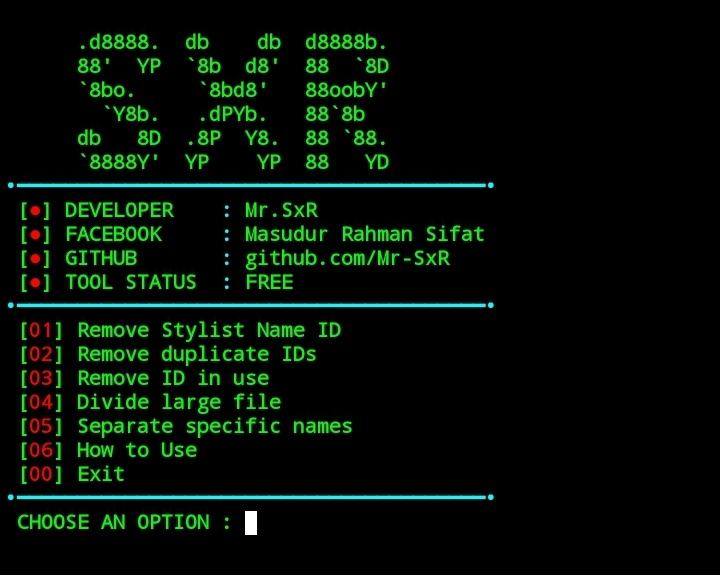 .d8888.  db    db  d8888b.
88'  YP  `8b  d8'  88  `8D
`8bo.     `8bd8'   88oobY'
  `Y8b.   .dPYb.   88`8b
db   8D  .8P  Y8.  88 `88.
`8888Y'  YP    YP  88   YD
[●] DEVELOPER    : Mr.SxR
[●] FACEBOOK     : Masudur Rahman Sifat
[●] GITHUB       : github.com/Mr-SxR
[●] TOOL STATUS  : FREE
[01] Remove Stylist Name ID
[02] Remove duplicate IDs
[03] Remove ID in use
[04] Divide large file
[05] Separate specific names
[06] How to Use
[00] Exit
CHOOSE AN OPTION :